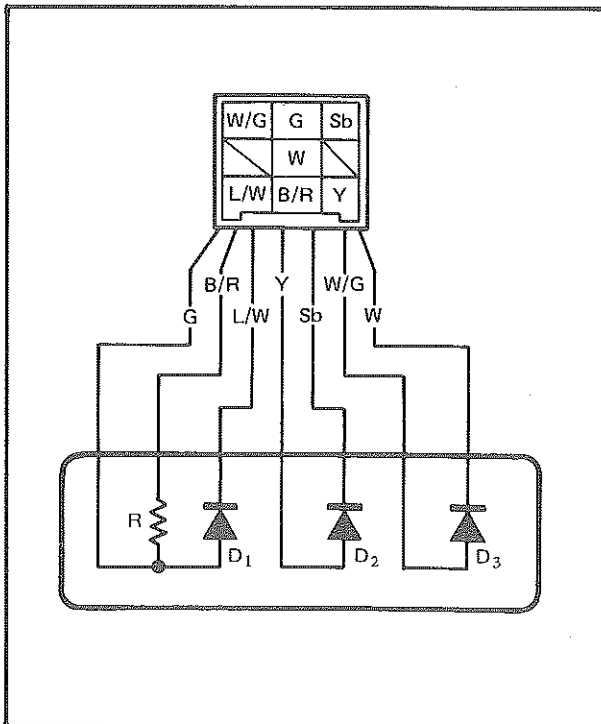 W/G G Sb
W
L/W B/R Y
B/R Y W/G
G L/W Sb W
R D1 D2 D3